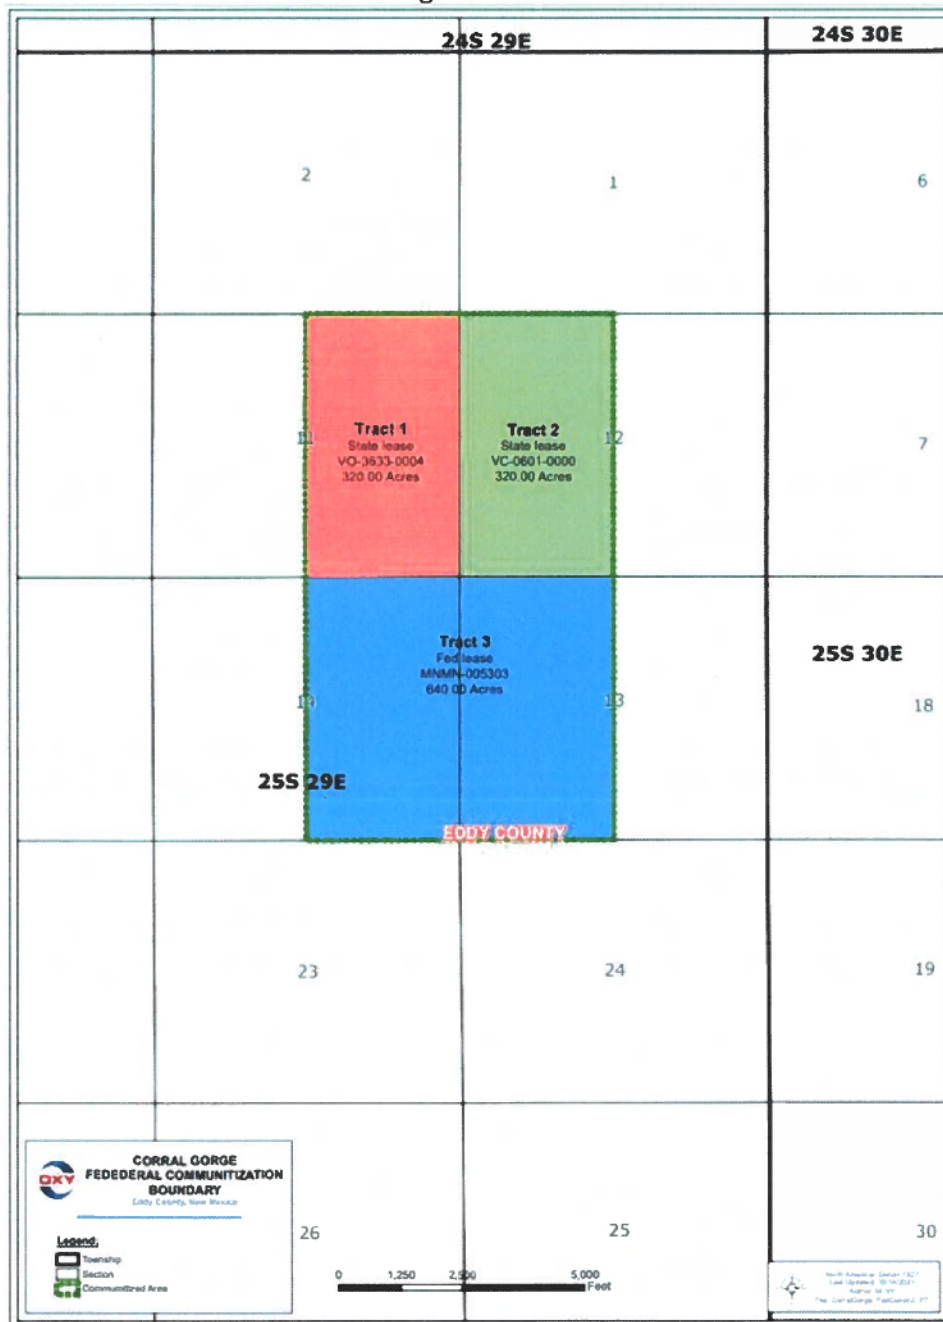 24S 29E
24S 30E
2
1
6
Tract 1
State lease
VO-3633-0004
320.00 Acres
Tract 2
State lease
VC-0601-0000
320.00 Acres
11
12
7
Tract 3
Fed lease
MNMN-005303
640.00 Acres
25S 30E
14
13
18
25S 29E
EDDY COUNTY
23
24
19
OXY
CORRAL GORGE
FEDEDERAL COMMUNITIZATION
BOUNDARY
Eddy County, New Mexico
Legend:
Township
Section
Communitized Area
26
25
30
0 1,250 2,500 5,000
Feet